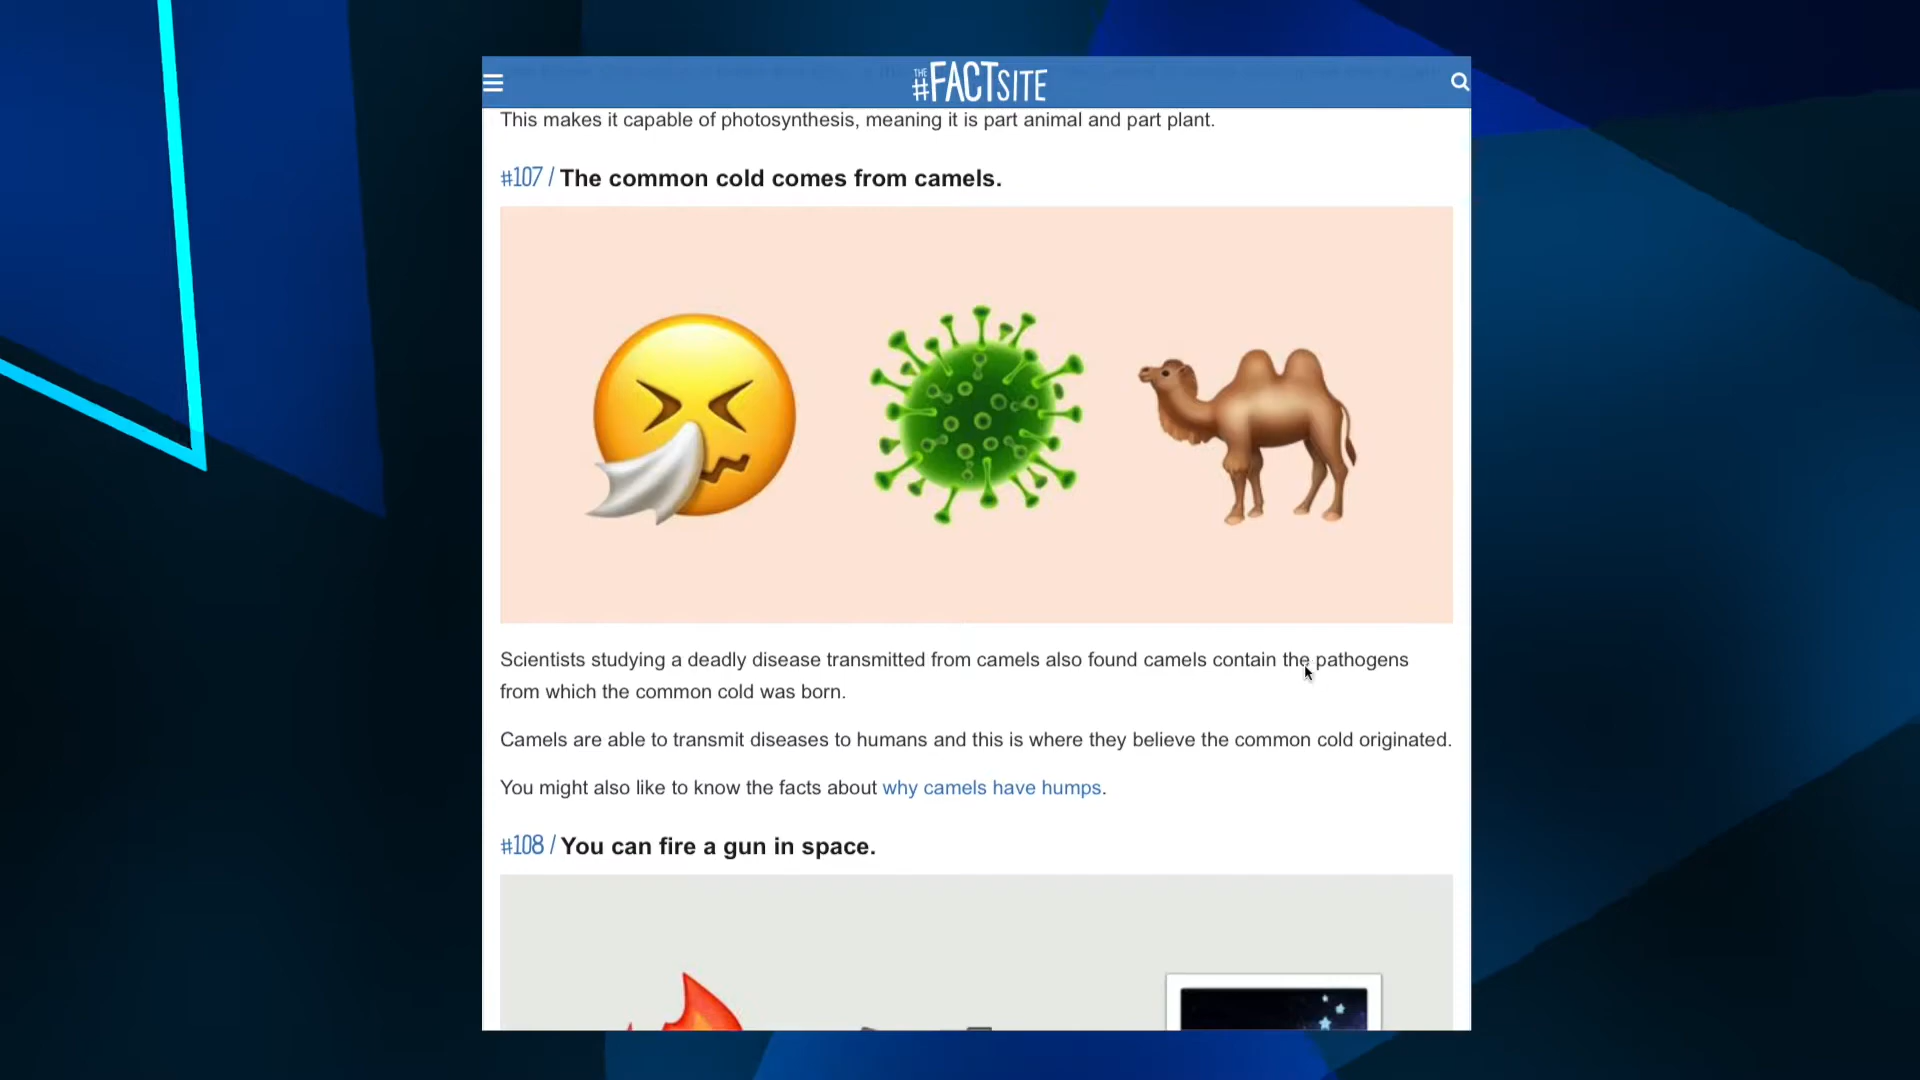 THE #FACTSITE
This makes it capable of photosynthesis, meaning it is part animal and part plant.
#107 / The common cold comes from camels.
Scientists studying a deadly disease transmitted from camels also found camels contain the pathogens
from which the common cold was born.
Camels are able to transmit diseases to humans and this is where they believe the common cold originated.
You might also like to know the facts about why camels have humps.
#108 / You can fire a gun in space.